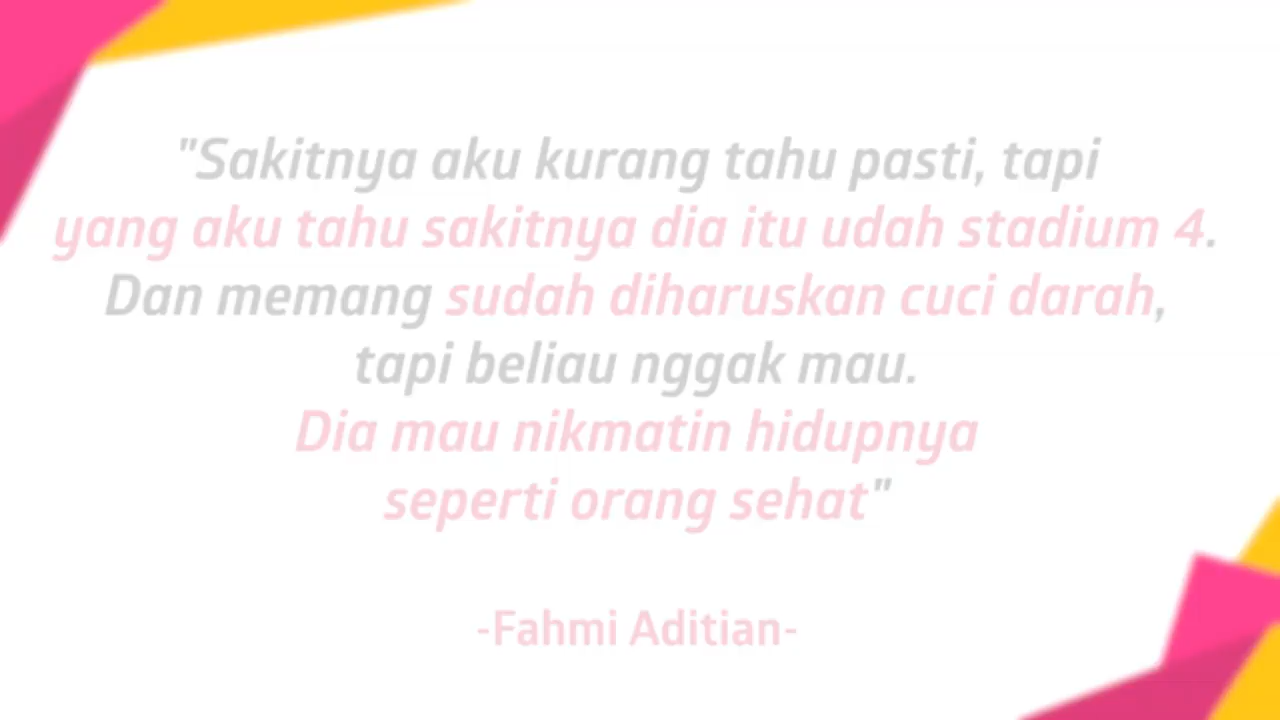 "Sakitnya aku kurang tahu pasti, tapi
yang aku tahu sakitnya dia itu udah stadium 4.
Dan memang sudah diharuskan cuci darah,
tapi beliau nggak mau.
Dia mau nikmatin hidupnya
seperti orang sehat"
-Fahmi Aditian-